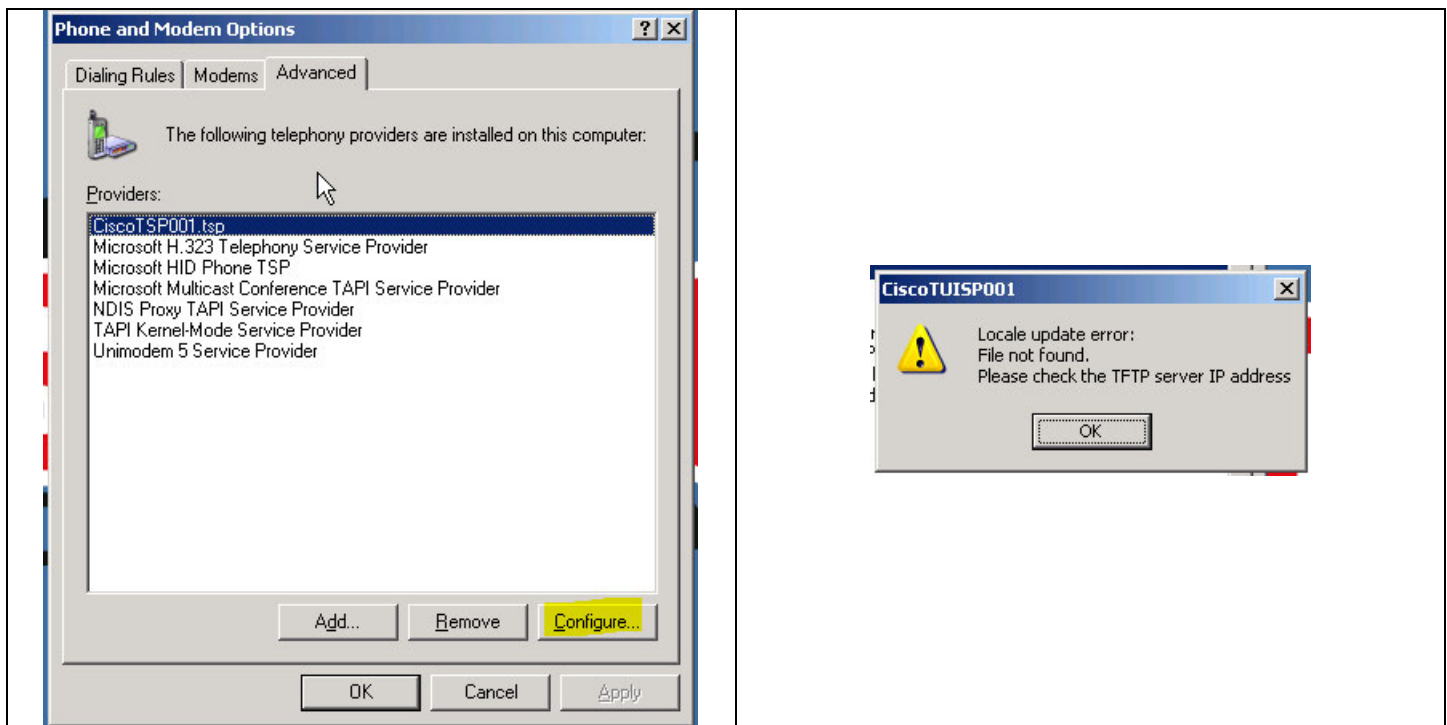 Phone and Modem Options
Dialing Rules Modems Advanced
The following telephony providers are installed on this computer:
Providers:
CiscoTSP001.tsp
Microsoft H.323 Telephony Service Provider
Microsoft HID Phone TSP
Microsoft Multicast Conference TAPI Service Provider
NDIS Proxy TAPI Service Provider
TAPI Kernel-Mode Service Provider
Unimodem 5 Service Provider
Add... Remove Configure...
OK Cancel Apply
CiscoTUISP001
Locale update error:
File not found.
Please check the TFTP server IP address
OK